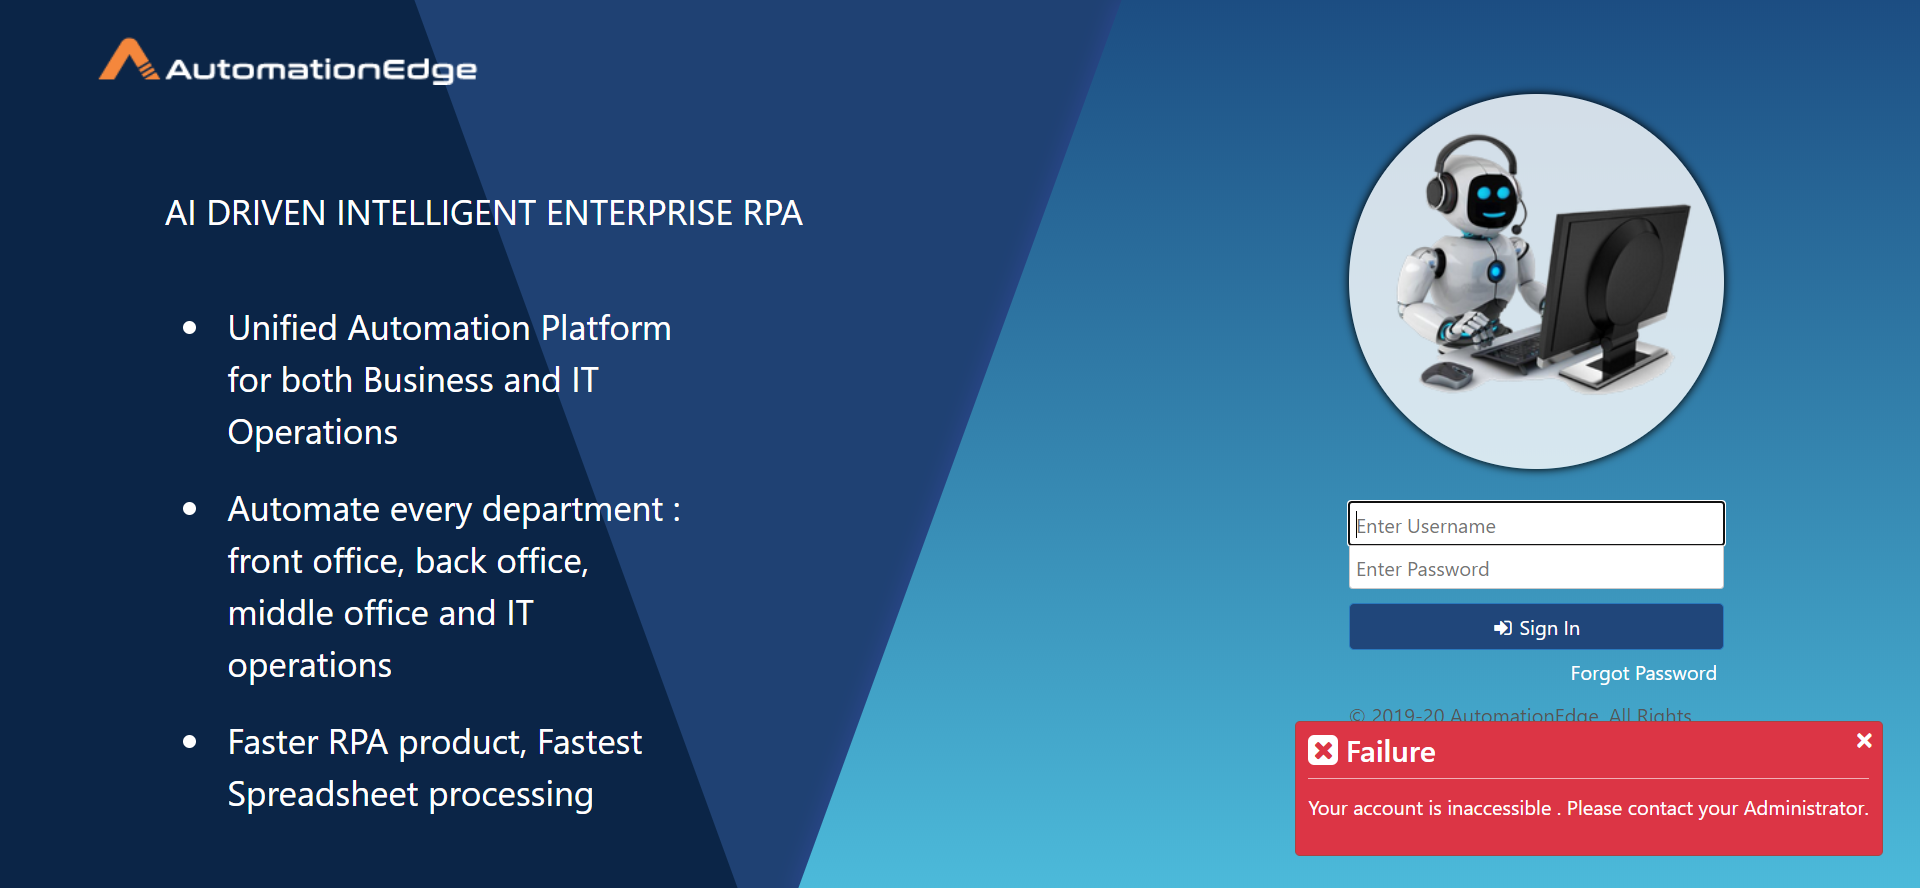 AutomationEdge
AI DRIVEN INTELLIGENT ENTERPRISE RPA
Unified Automation Platform
for both Business and IT
Operations
Automate every department :
front office, back office,
middle office and IT
operations
Faster RPA product, Fastest
Spreadsheet processing
Enter Username
Enter Password
Sign In
Forgot Password
© 2019-20 AutomationEdge. All Rights
Failure
Your account is inaccessible . Please contact your Administrator.